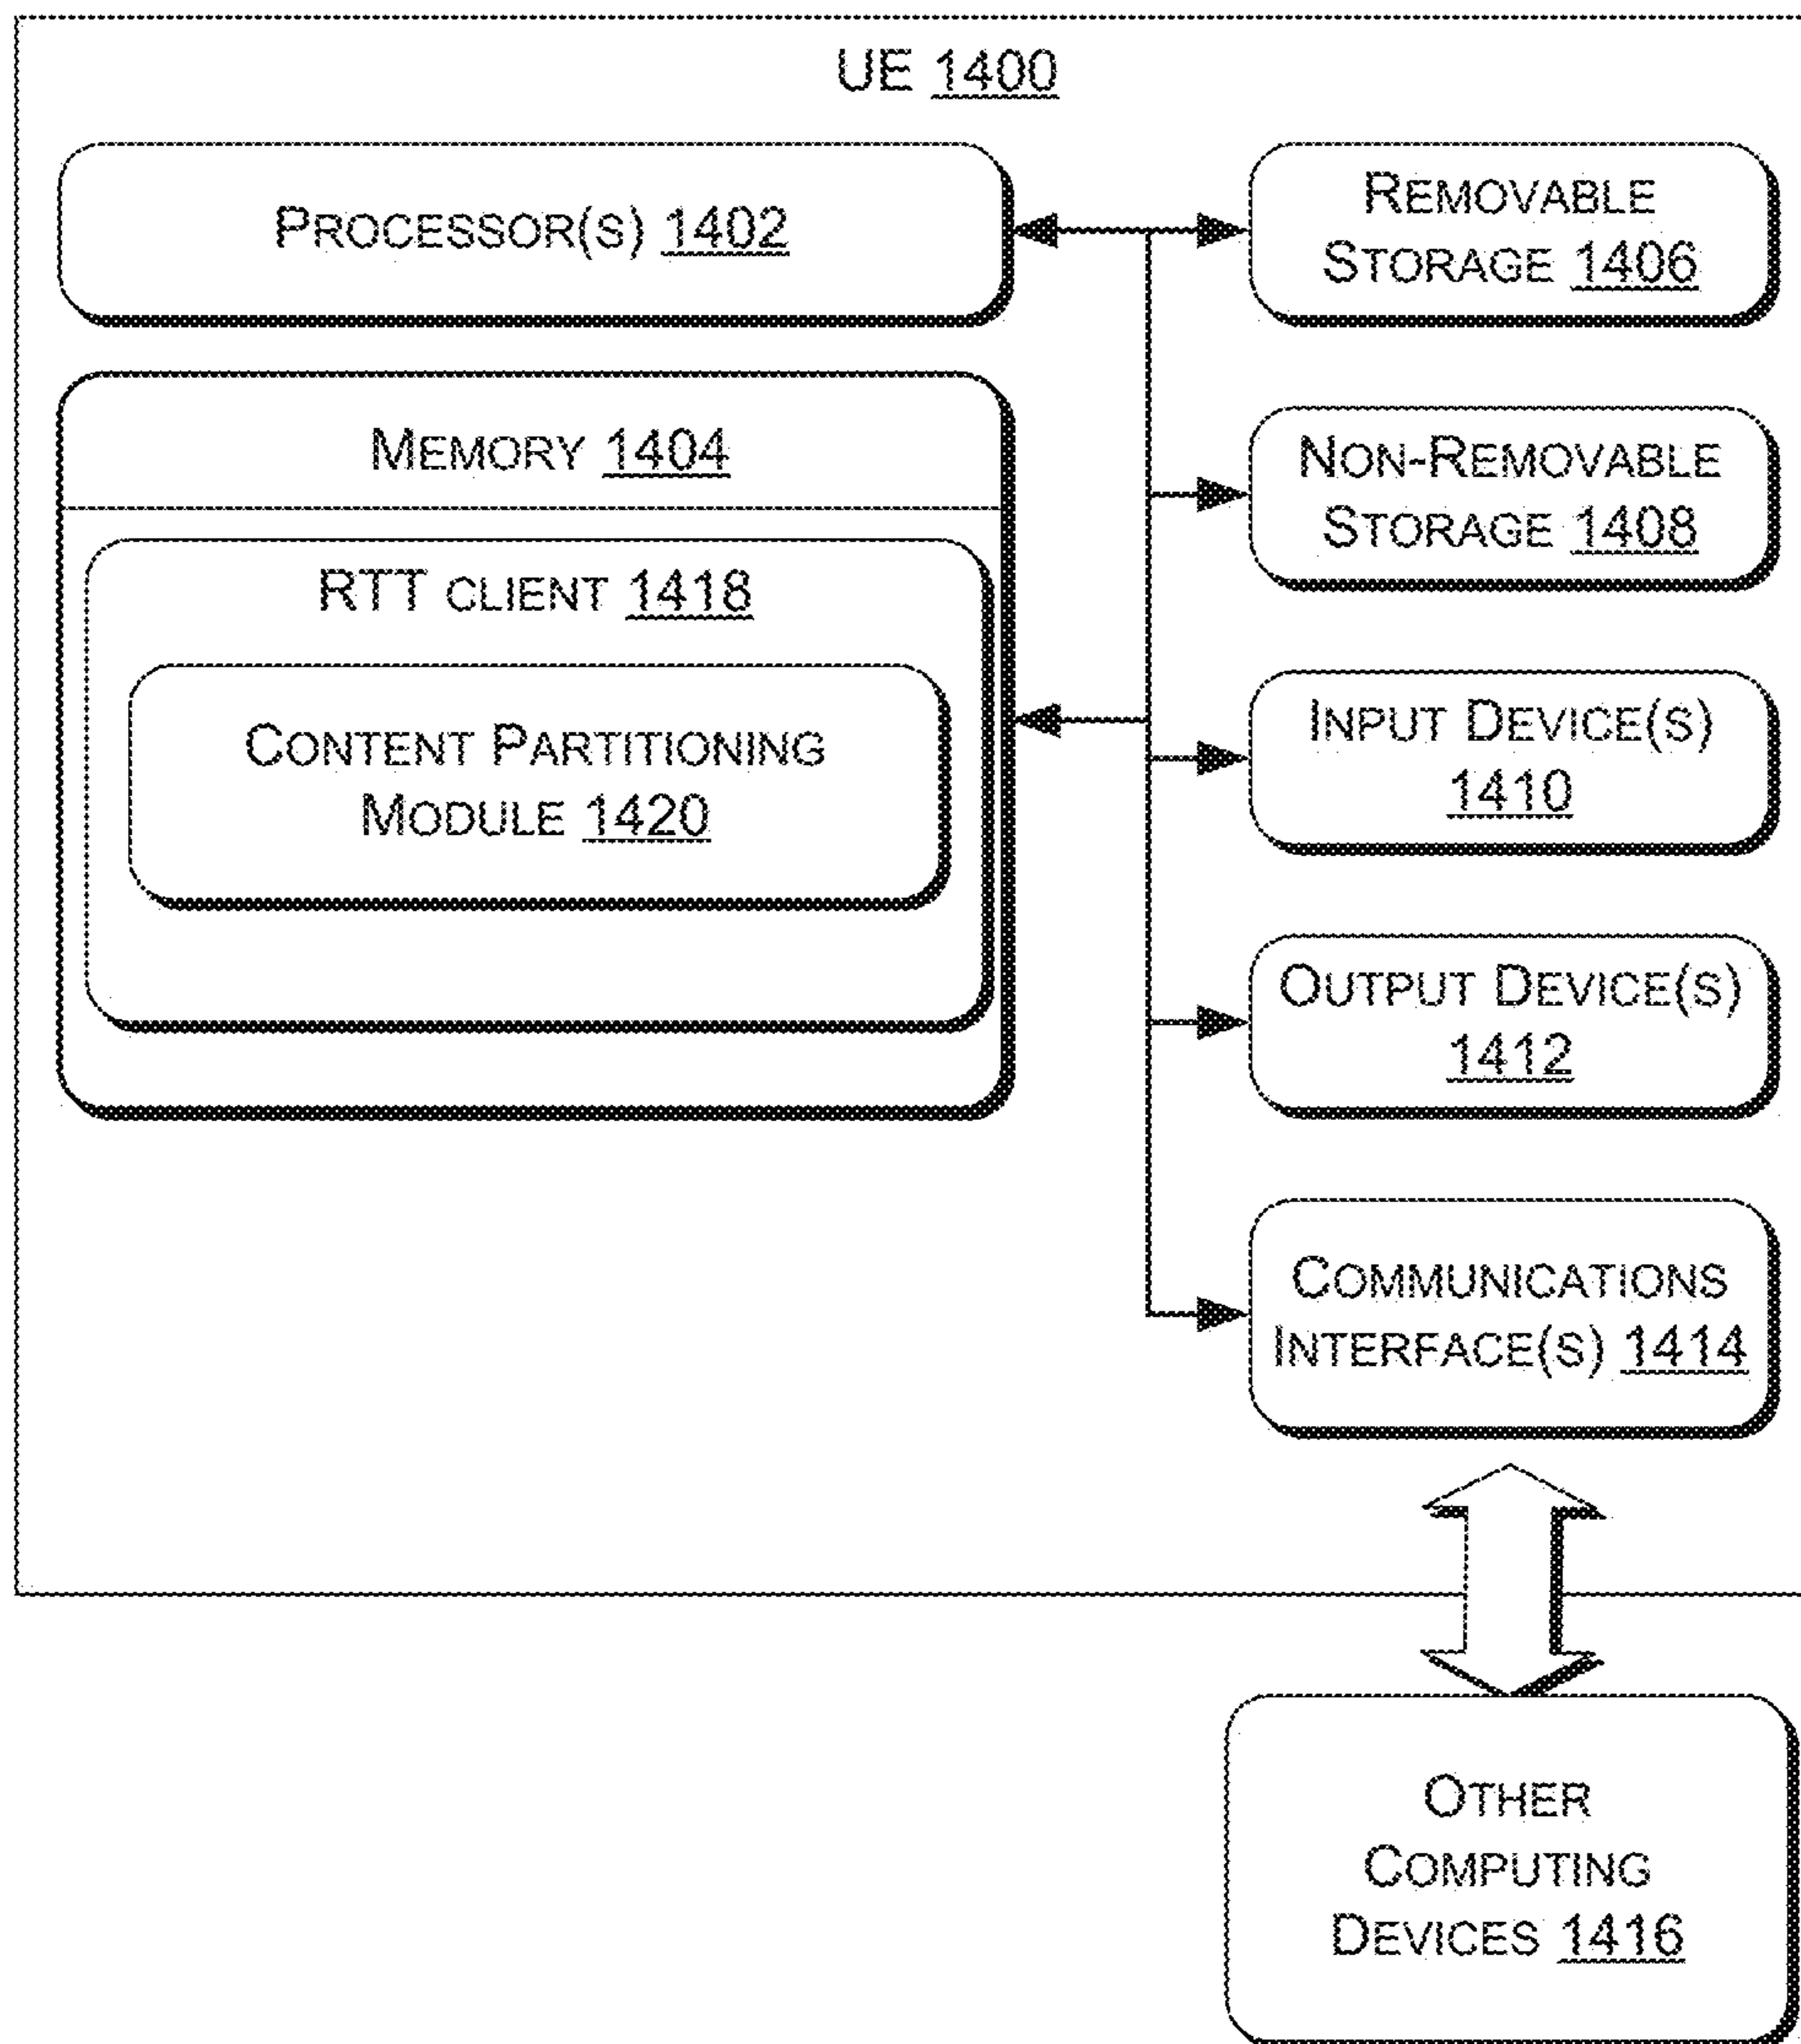 UE 1400
PROCESSOR(S) 1402
MEMORY 1404
RTT CLIENT 1418
CONTENT PARTITIONING
MODULE 1420
REMOVABLE
STORAGE 1406
NON-REMOVABLE
STORAGE 1408
INPUT DEVICE(S)
1410
OUTPUT DEVICE(S)
1412
COMMUNICATIONS
INTERFACE(S) 1414
OTHER
COMPUTING
DEVICES 1416